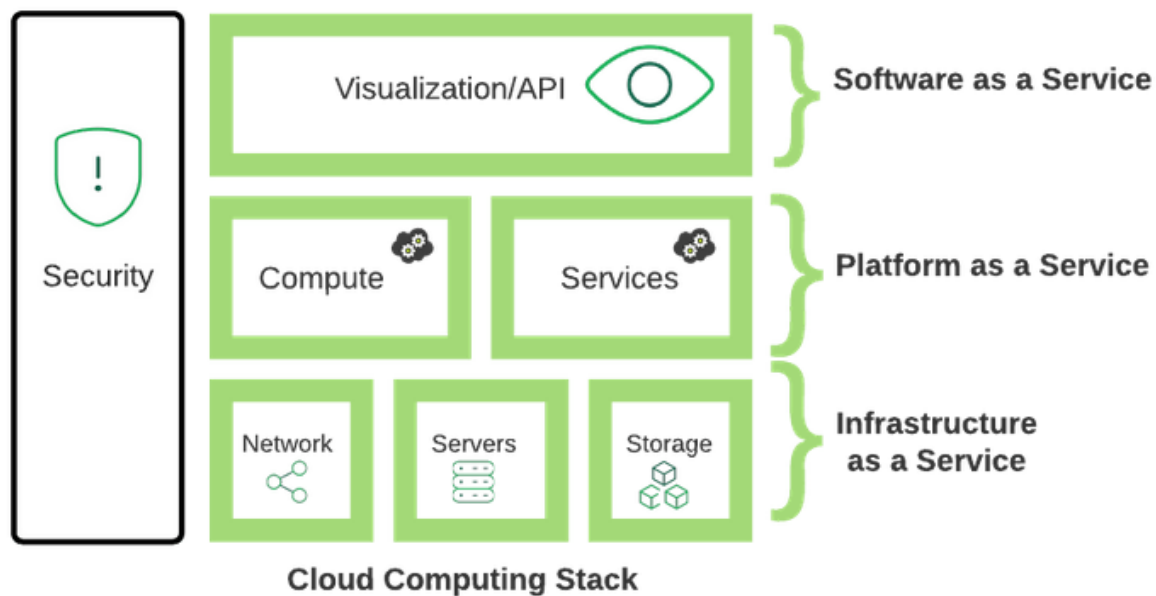 Security
Visualization/API
Software as a Service
Compute
Services
Platform as a Service
Network
Servers
Storage
Infrastructure
as a Service
Cloud Computing Stack